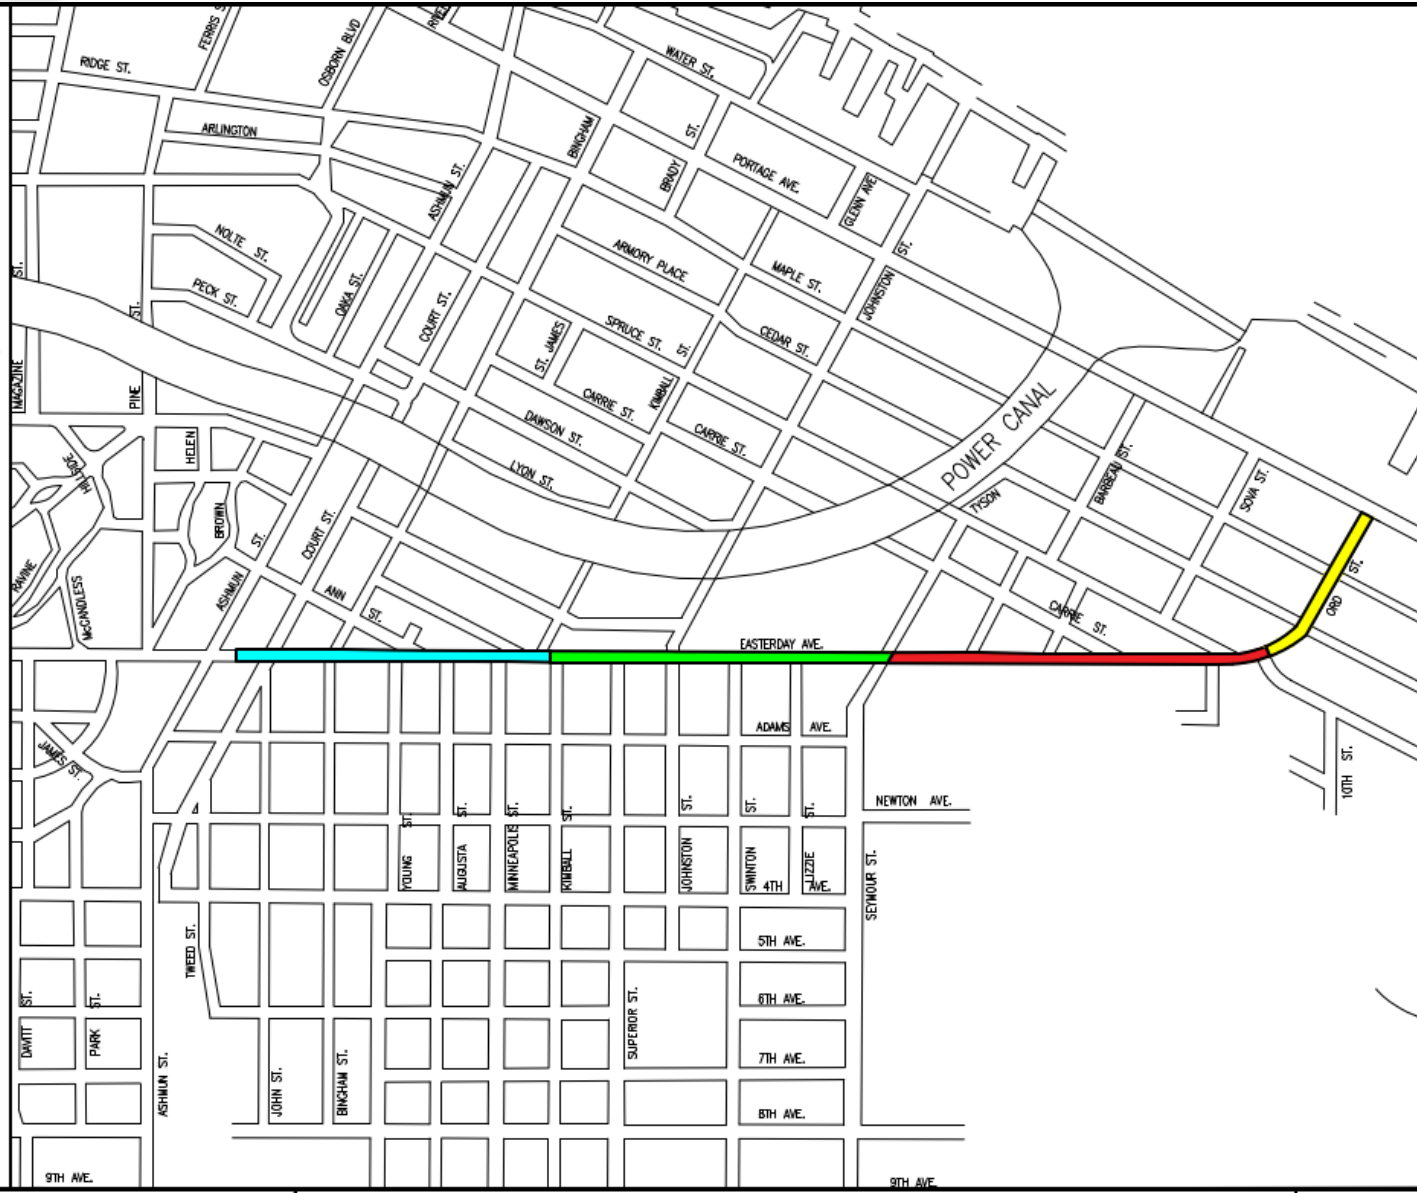 FERRIS
OSBORN BLVD
RIDGE ST.
WATER ST.
ARLINGTON
BINGHAM
ST.
BRADY
PORTAGE AVE.
GLENN AVE
ASHMUN ST.
NOLTE ST.
ARMORY PLACE
ST.
MAPLE ST.
ST.
PECK ST.
OAKA ST.
COURT ST.
JOHNSTON
ST.
SPRUCE ST.
ST.
CEDAR ST.
ST. JAMES
MAGAZINE
PINE
CARRIE ST.
KIMBALL
POWER CANAL
DAWSON ST.
CARRIE ST.
HELEN
HILLSIDE
LYON ST.
BARBEAU ST.
SOVA ST.
TYSON
BROWN
ST.
COURT ST.
RAVINE
ASHMUN
ST.
ORD
McCANDLESS
ANN
ST.
CARRIE ST.
EASTERDAY AVE.
ADAMS AVE.
JAMES ST.
10TH ST.
NEWTON AVE.
ST.
ST.
ST.
ST.
ST.
ST.
ST.
YOUNG
AUGUSTA
MINNEAPOLIS
KIMBALL
JOHNSTON
SWINTON
LIZZIE
4TH AVE.
SEYMOUR ST.
5TH AVE.
TWEED ST.
ST.
ST.
6TH AVE.
SUPERIOR ST.
DAVITT
PARK
7TH AVE.
ASHMUN ST.
JOHN ST.
BINGHAM ST.
8TH AVE.
9TH AVE.
9TH AVE.